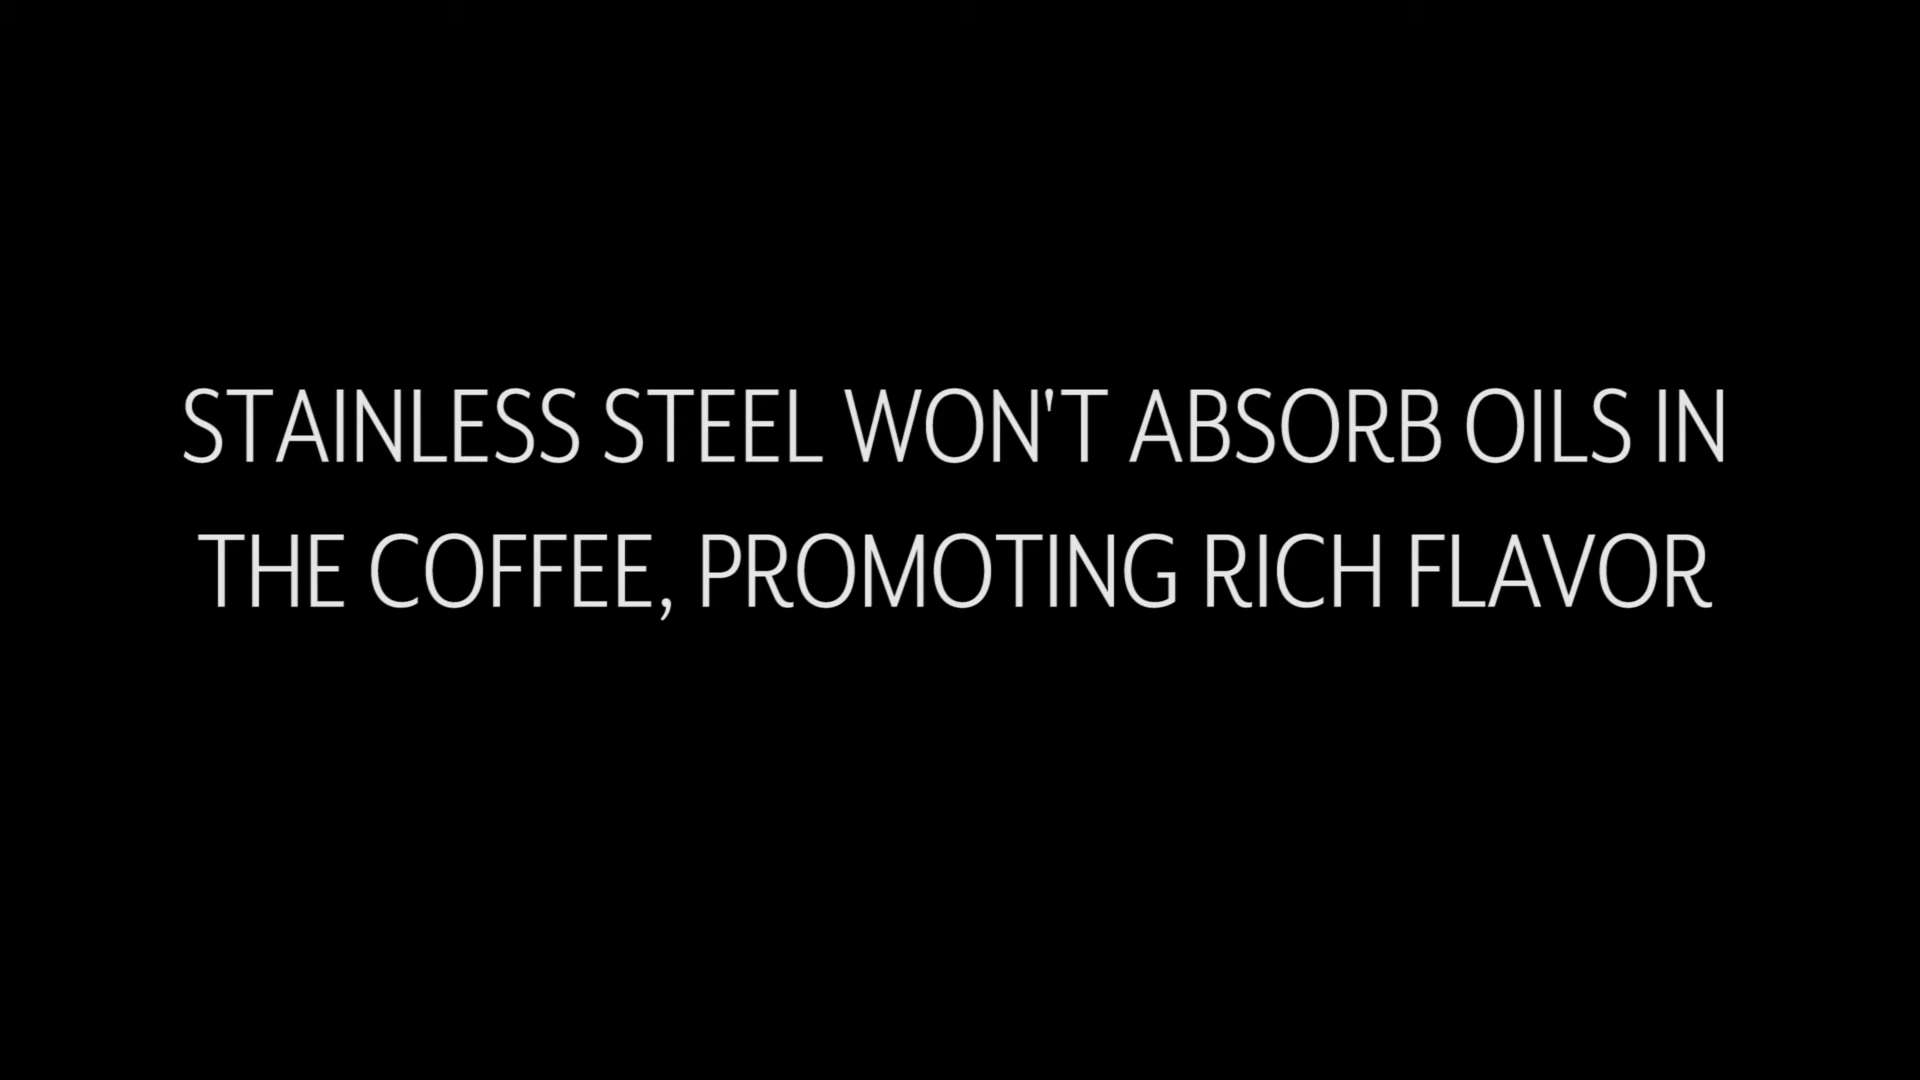 STAINLESS STEEL WON'T ABSORB OILS IN
THE COFFEE, PROMOTING RICH FLAVOR